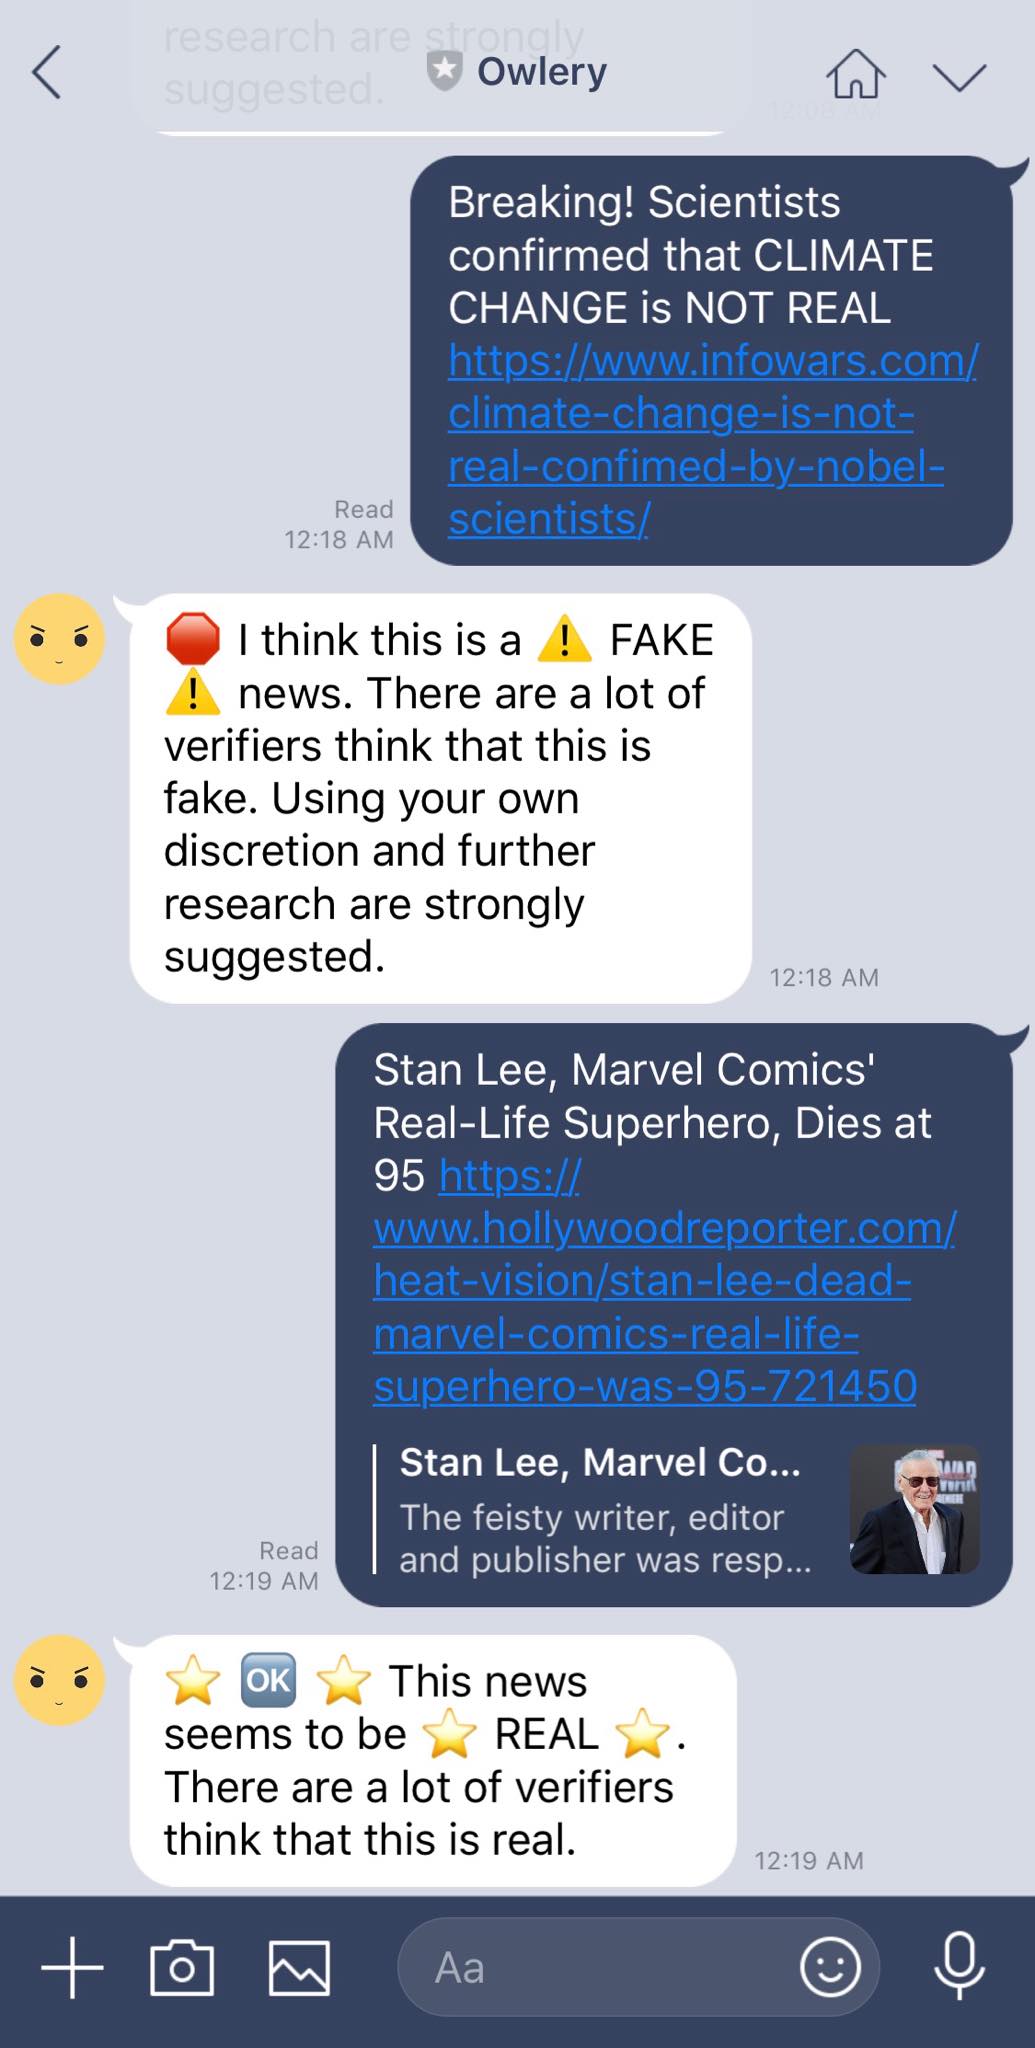 research are strongly
suggested.
Owlery
12:08 AM
Breaking! Scientists
confirmed that CLIMATE
CHANGE is NOT REAL
https://www.infowars.com/
climate-change-is-not-
real-confimed-by-nobel-
scientists/
Read
12:18 AM
🛑 I think this is a ⚠️ FAKE
⚠️ news. There are a lot of
verifiers think that this is
fake. Using your own
discretion and further
research are strongly
suggested.
12:18 AM
Stan Lee, Marvel Comics'
Real-Life Superhero, Dies at
95 https://
www.hollywoodreporter.com/
heat-vision/stan-lee-dead-
marvel-comics-real-life-
superhero-was-95-721450
Stan Lee, Marvel Co...
The feisty writer, editor
and publisher was resp...
Read
12:19 AM
⭐ 🆗 ⭐ This news
seems to be ⭐ REAL ⭐.
There are a lot of verifiers
think that this is real.
12:19 AM
Aa